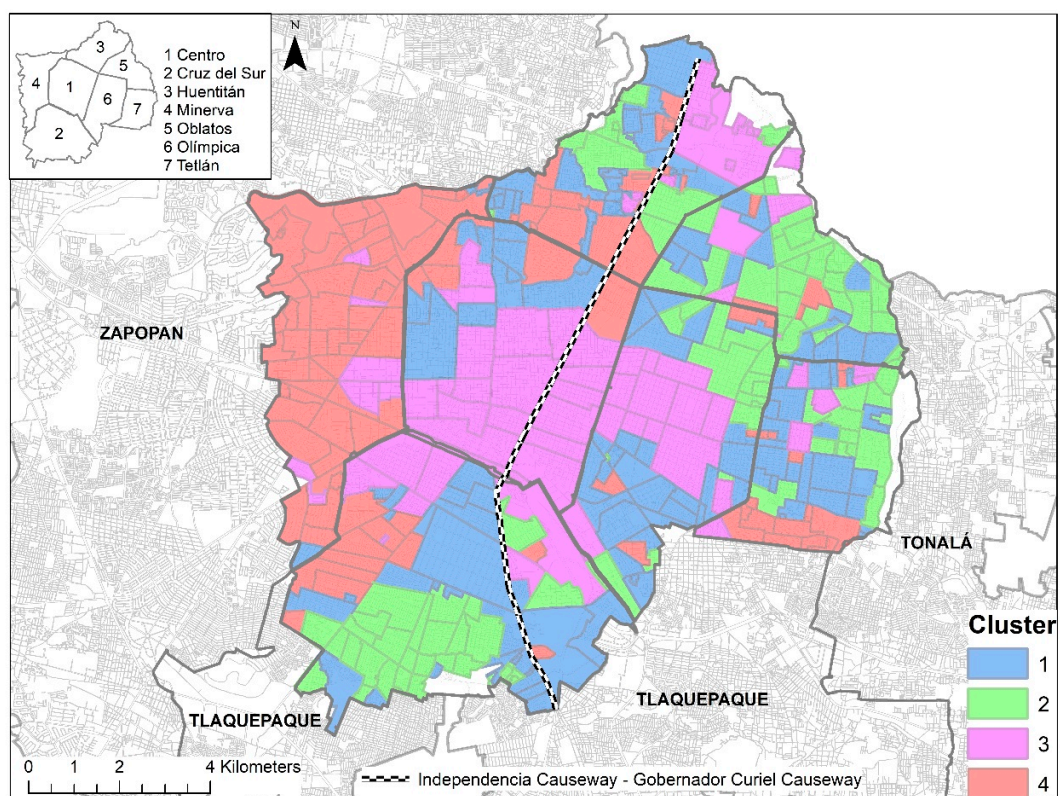 N
3
4
5
1
6
7
2
1 Centro
2 Cruz del Sur
3 Huentitán
4 Minerva
5 Oblatos
6 Olímpica
7 Tetlán
ZAPOPAN
TONALÁ
TLAQUEPAQUE
TLAQUEPAQUE
Cluster
1
2
3
4
0 1 2 4 Kilometers
Independencia Causeway - Gobernador Curiel Causeway